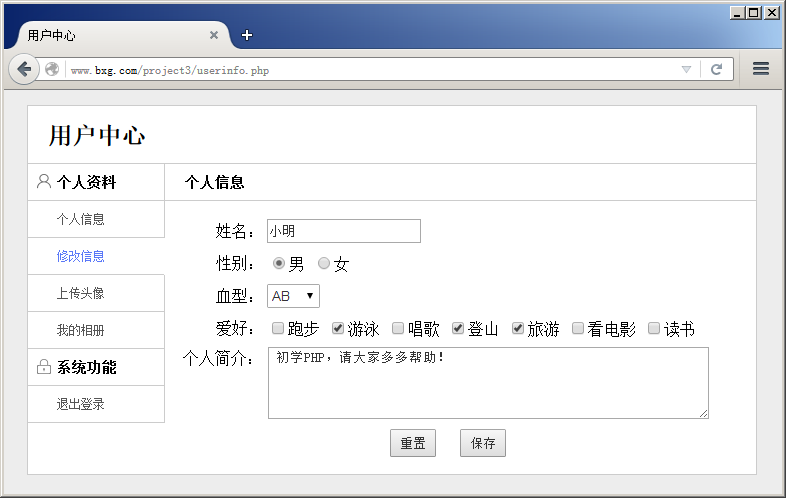 用户中心
www.bxg.com/project3/userinfo.php
用户中心
个人资料
个人信息
修改信息
上传头像
我的相册
系统功能
退出登录
个人信息
姓名： 小明
性别： 男 女
血型： AB
爱好： 跑步 游泳 唱歌 登山 旅游 看电影 读书
个人简介： 初学PHP，请大家多多帮助！
重置 保存